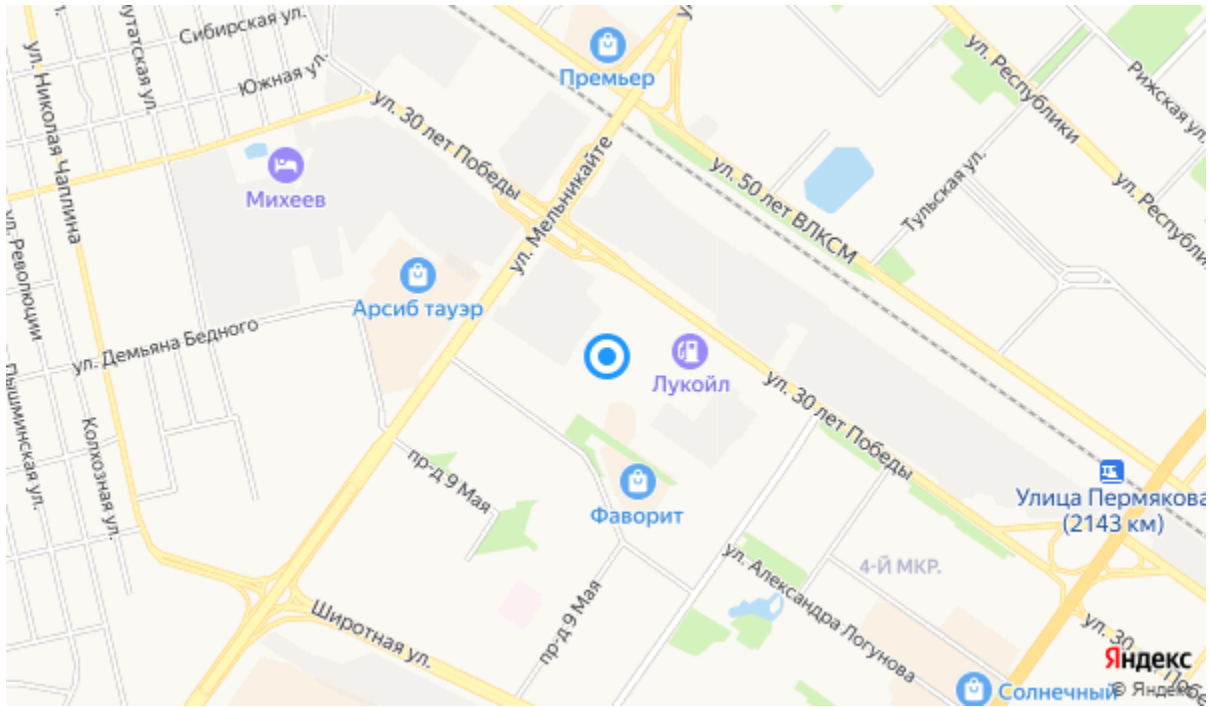 Сибирская ул.
Южная ул.
ул. Николая Чаплина
Премьер
ул. Республики
Рижская ул.
ул. 30 лет Победы
ул. Мельникайте
ул. 50 лет ВЛКСМ
Тульская ул.
Михеев
ул. Революции
Арсиб тауэр
ул. Демьяна Бедного
Лукойл
ул. 30 лет Победы
Колхозная ул.
пр-д 9 Мая
Фаворит
Улица Пермякова
(2143 км)
4-Й МКР.
ул. Александра Логунова
пр-д 9 Мая
Широтная ул.
Солнечный
Яндекс